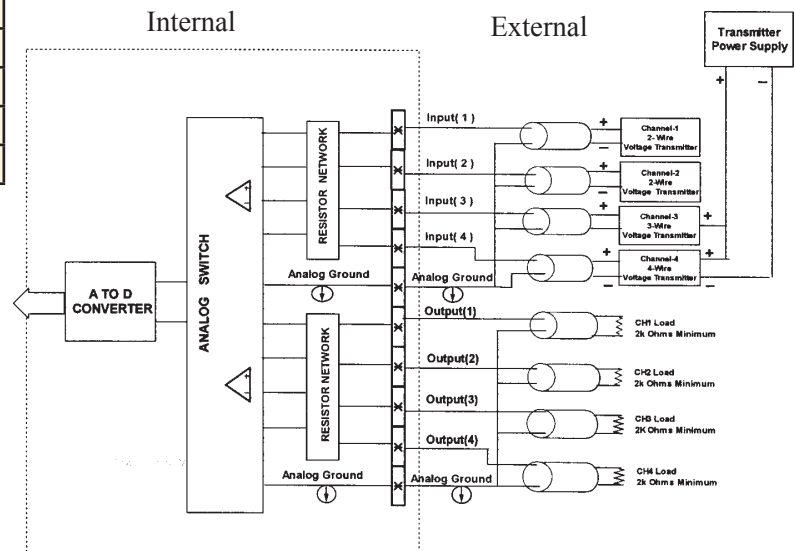 Internal
External
Transmitter
Power Supply
+
–
Input( 1 )
Input( 2 )
Input( 3 )
Input( 4 )
Analog Ground
Analog Ground
+
–
Channel-1
2- Wire
Voltage Transmitter
+
–
Channel-2
2-Wire
Voltage Transmitter
+
Channel-3
3-Wire
Voltage Transmitter
+
+
–
Channel-4
4-Wire
Voltage Transmitter
+
–
RESISTOR NETWORK
ANALOG SWITCH
+
–
A TO D
CONVERTER
Output(1)
Output(2)
Output(3)
Output(4)
RESISTOR NETWORK
+
–
Analog Ground
Analog Ground
CH1 Load
2k Ohms Minimum
CH2 Load
2k Ohms Minimum
CH3 Load
2K Ohms Minimum
CH4 Load
2k Ohms Minimum